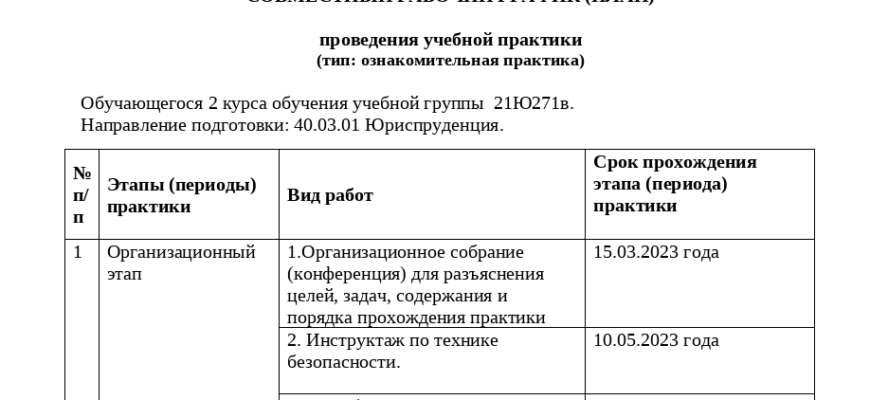 проведения учебной практики
(тип: ознакомительная практика)
Обучающегося 2 курса обучения учебной группы 21Ю271в.
Направление подготовки: 40.03.01 Юриспруденция.
№ п/п
Этапы (периоды) практики
Вид работ
Срок прохождения этапа (периода) практики
1
Организационный этап
1.Организационное собрание
(конференция) для разъяснения
целей, задач, содержания и
порядка прохождения практики
15.03.2023 года
2. Инструктаж по технике
безопасности.
10.05.2023 года